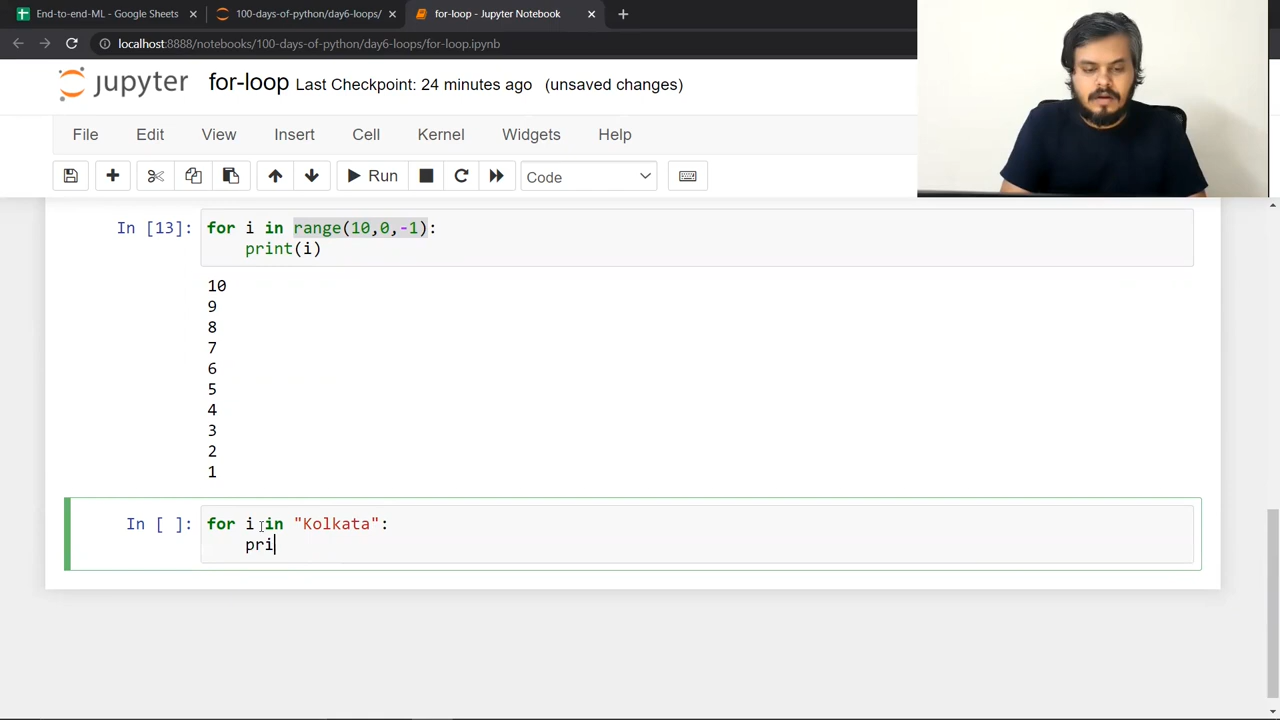 End-to-end-ML - Google Sheets
100-days-of-python/day6-loops/
for-loop - Jupyter Notebook
localhost:8888/notebooks/100-days-of-python/day6-loops/for-loop.ipynb
jupyter for-loop Last Checkpoint: 24 minutes ago (unsaved changes)
File Edit View Insert Cell Kernel Widgets Help
Run Code
In [13]: for i in range(10,0,-1):
print(i)
10
9
8
7
6
5
4
3
2
1
In [ ]: for i in "Kolkata":
pri